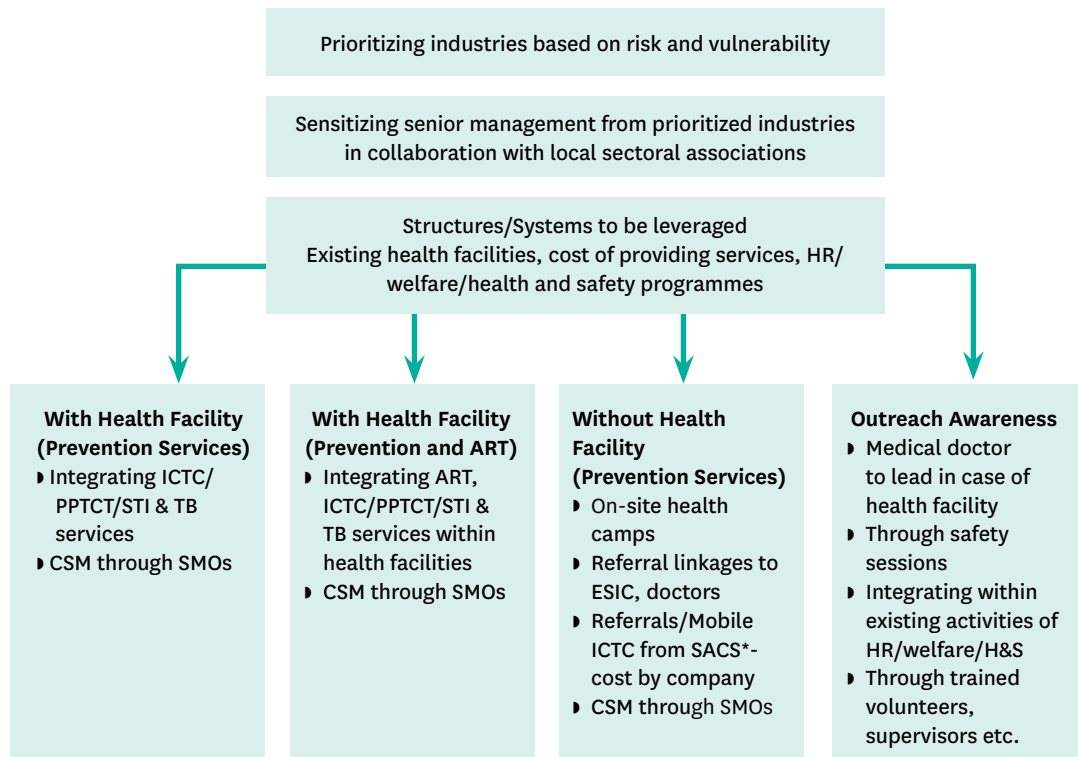 Prioritizing industries based on risk and vulnerability
Sensitizing senior management from prioritized industries
in collaboration with local sectoral associations
Structures/Systems to be leveraged
Existing health facilities, cost of providing services, HR/
welfare/health and safety programmes
With Health Facility
(Prevention Services)
◗ Integrating ICTC/
PPTCT/STI & TB
services
◗ CSM through SMOs
With Health Facility
(Prevention and ART)
◗ Integrating ART,
ICTC/PPTCT/STI &
TB services within
health facilities
◗ CSM through SMOs
Without Health
Facility
(Prevention Services)
◗ On-site health
camps
◗ Referral linkages to
ESIC, doctors
◗ Referrals/Mobile
ICTC from SACS*-
cost by company
◗ CSM through SMOs
Outreach Awareness
◗ Medical doctor
to lead in case of
health facility
◗ Through safety
sessions
◗ Integrating within
existing activities of
HR/welfare/H&S
◗ Through trained
volunteers,
supervisors etc.